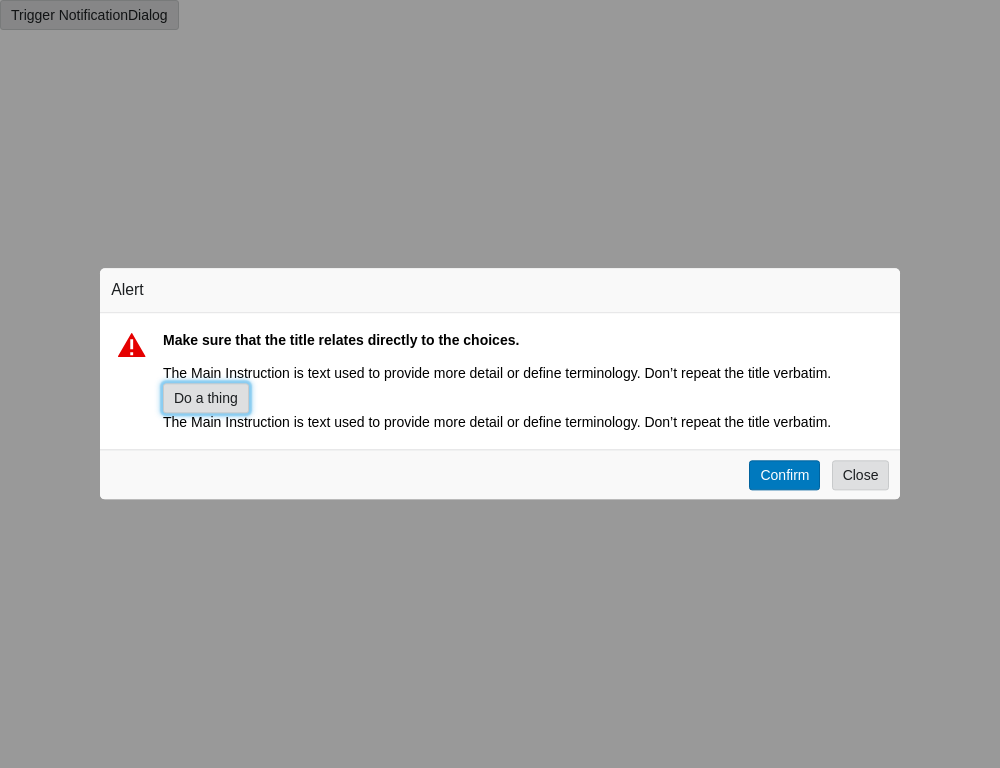 Trigger NotificationDialog
Alert
Make sure that the title relates directly to the choices.
The Main Instruction is text used to provide more detail or define terminology. Don’t repeat the title verbatim.
Do a thing
The Main Instruction is text used to provide more detail or define terminology. Don’t repeat the title verbatim.
Confirm Close